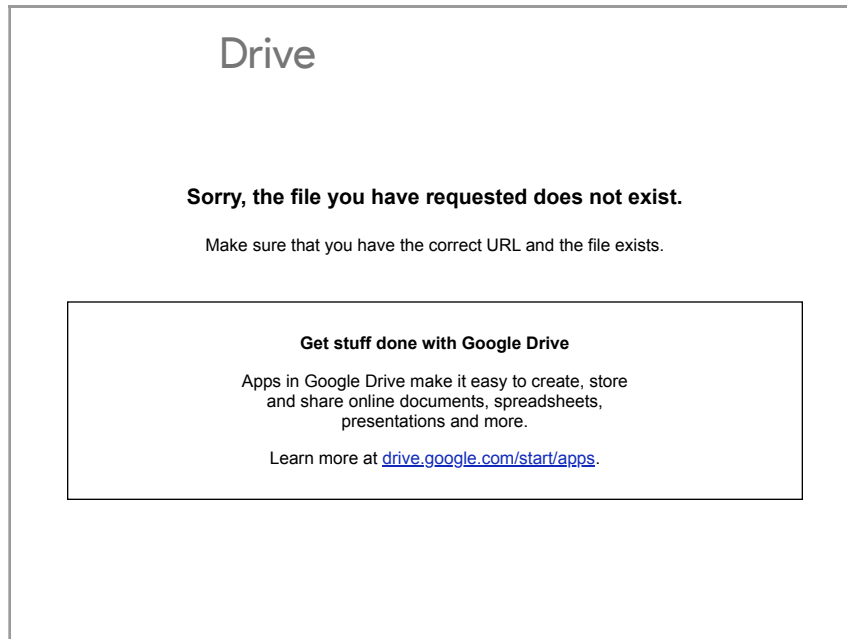 Drive
Sorry, the file you have requested does not exist.
Make sure that you have the correct URL and the file exists.
Get stuff done with Google Drive
Apps in Google Drive make it easy to create, store
and share online documents, spreadsheets,
presentations and more.
Learn more at drive.google.com/start/apps.